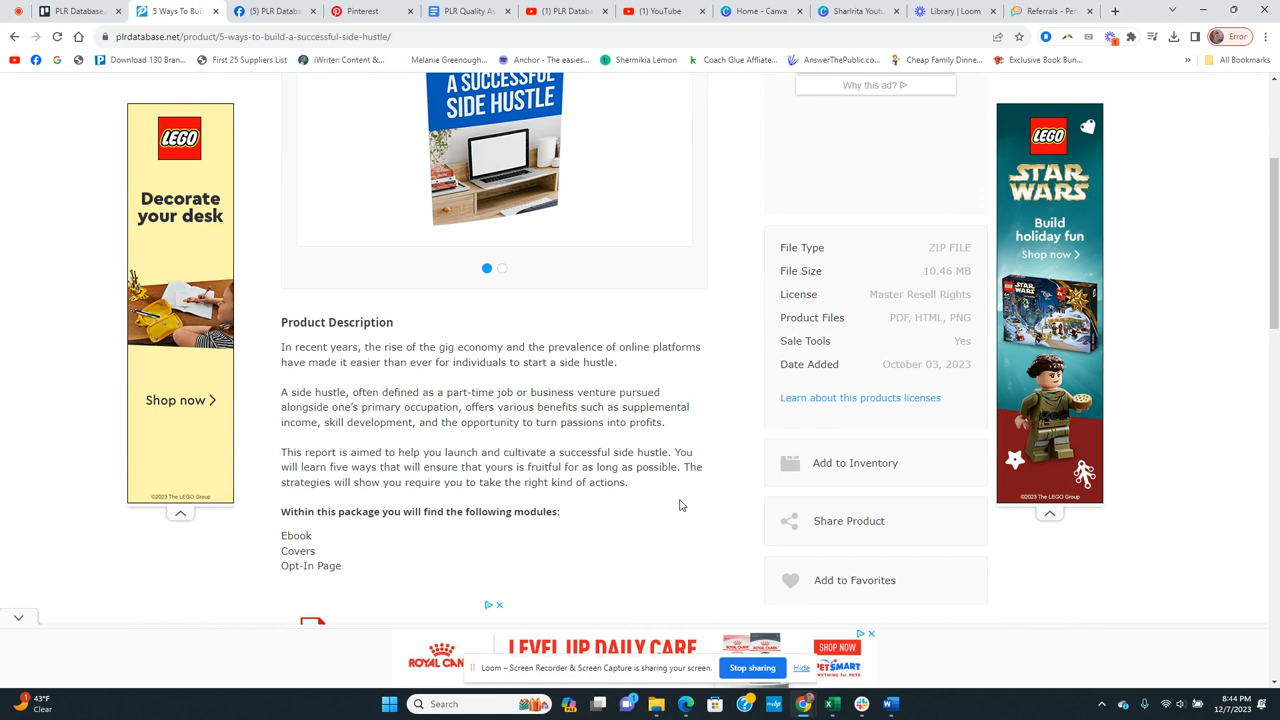 PLR Database
5 Ways To Buil
(5) PLR Datab
Pinterest
PLR Quality As
(1) PLR Datab
(1) YouTube
Home - Canva
Sharlrita Youtu
Library | Loom
Referrals - Per
plrdatabase.net/product/5-ways-to-build-a-successful-side-hustle/
Error
Download 130 Bran...
First 25 Suppliers List
iWriter: Content &...
Melanie Greenough...
Anchor - The easies...
Shermikia Lemon
Coach Glue Affliate...
AnswerThePublic.co...
Cheap Family Dinne...
Exclusive Book Bun...
»
All Bookmarks
A SUCCESSFUL
SIDE HUSTLE
Why this ad?
LEGO
Decorate
your desk
Shop now >
©2023 The LEGO Group
LEGO
STAR
WARS
Build
holiday fun
Shop now >
©2023 The LEGO Group
File Type ZIP FILE
File Size 10.46 MB
License Master Resell Rights
Product Files PDF, HTML, PNG
Sale Tools Yes
Date Added October 03, 2023
Learn about this products licenses
Add to Inventory
Share Product
Add to Favorites
Product Description
In recent years, the rise of the gig economy and the prevalence of online platforms
have made it easier than ever for individuals to start a side hustle.
A side hustle, often defined as a part-time job or business venture pursued
alongside one's primary occupation, offers various benefits such as supplemental
income, skill development, and the opportunity to turn passions into profits.
This report is aimed to help you launch and cultivate a successful side hustle. You
will learn five ways that will ensure that yours is fruitful for as long as possible. The
strategies will show you require you to take the right kind of actions.
Within this package you will find the following modules:
Ebook
Covers
Opt-In Page
ROYAL CAN
LEVEL UP DAILY CARE
SHOP NOW
PETSMART
ANYTHING for PETS
Loom – Screen Recorder & Screen Capture is sharing your screen.
Stop sharing
Hide
43°F
Clear
Search
8:44 PM
12/7/2023